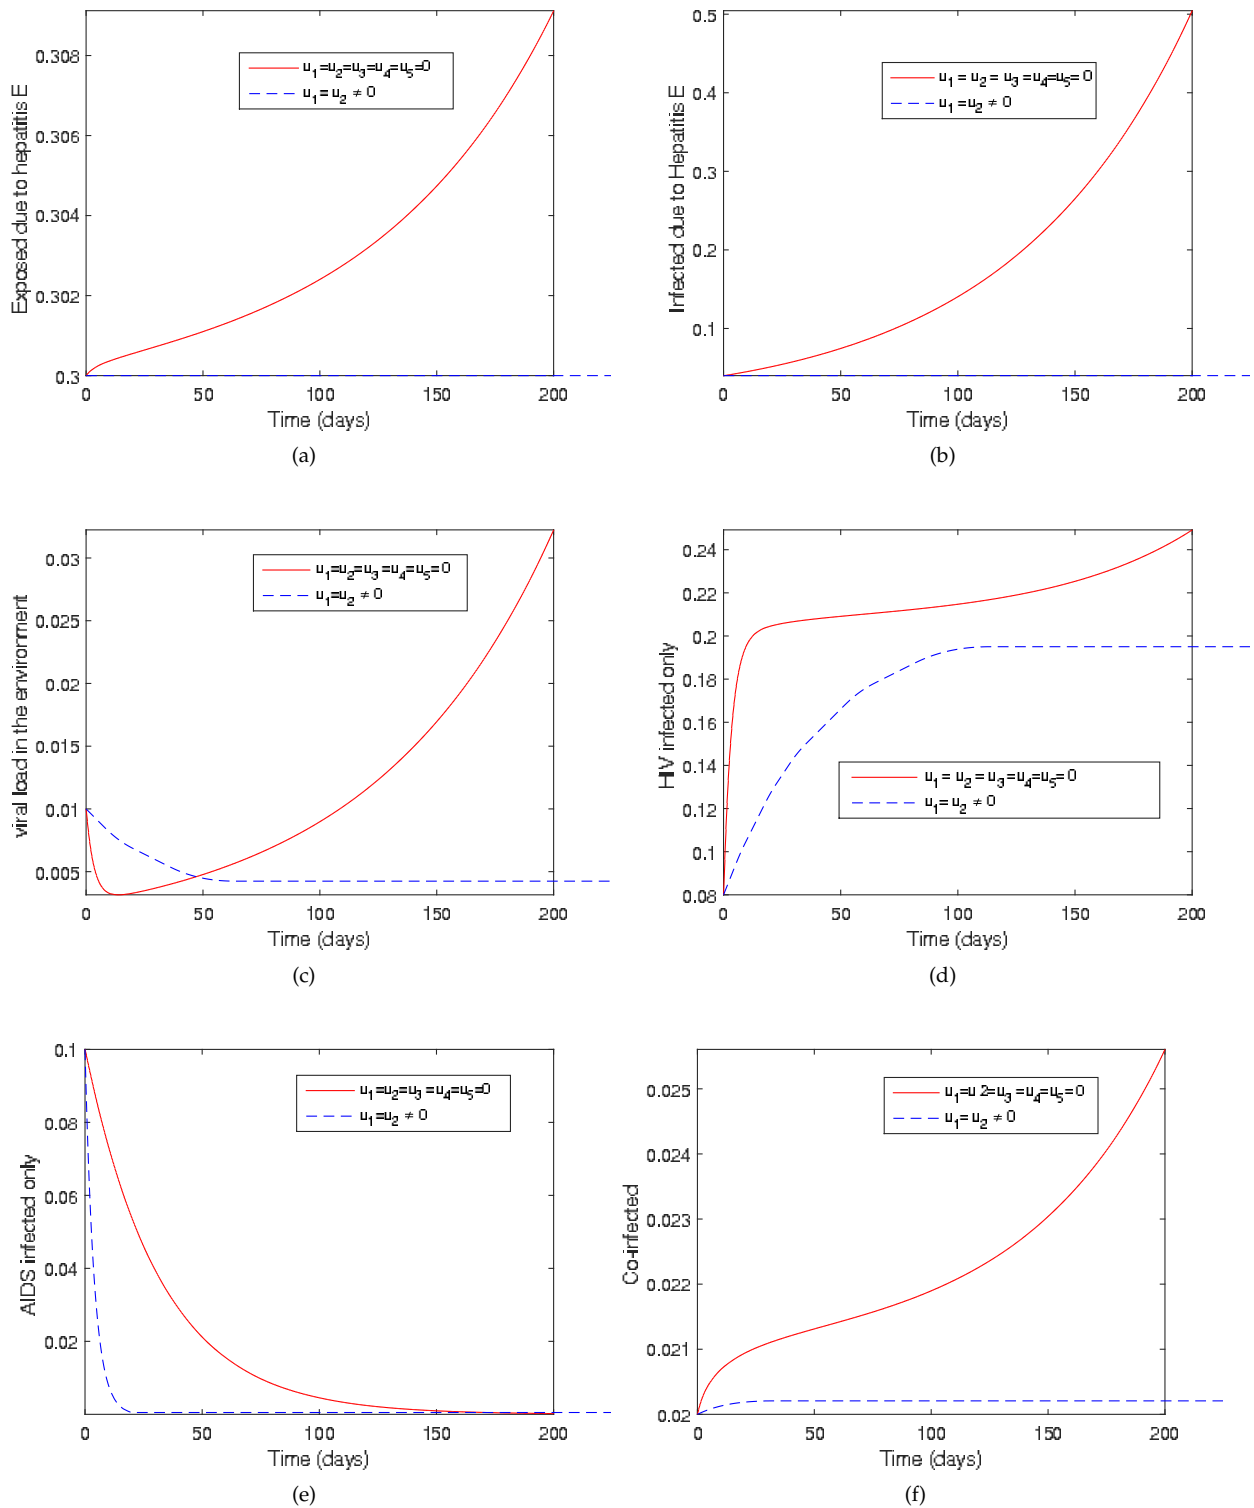 Exposed due to hepatitis E
0.308
0.306
0.304
0.302
0.3
u1=u2=u3=u4=u5=0
u1= u2 ≠ 0
0 50 100 150 200
Time (days)
(a)
Infected due to Hepatitis E
0.5
0.4
0.3
0.2
0.1
u1 = u2 = u3 =u4=u5= 0
u1= u2 ≠ 0
0 50 100 150 200
Time (days)
(b)
viral load in the environment
0.03
0.025
0.02
0.015
0.01
0.005
u1=u2=u3 =u4=u5=0
u1=u2 ≠ 0
0 50 100 150 200
Time (days)
(c)
HIV infected only
0.24
0.22
0.2
0.18
0.16
0.14
0.12
0.1
0.08
u1 = u2 = u3 =u4=u5=0
u1= u2 ≠ 0
0 50 100 150 200
Time (days)
(d)
AIDS infected only
0.1
0.08
0.06
0.04
0.02
u1=u2=u3 =u4=u5=0
u1=u2 ≠ 0
0 50 100 150 200
Time (days)
(e)
Co-infected
0.025
0.024
0.023
0.022
0.021
0.02
u1=u2=u3 =u4=u5=0
u1= u2 ≠ 0
0 50 100 150 200
Time (days)
(f)